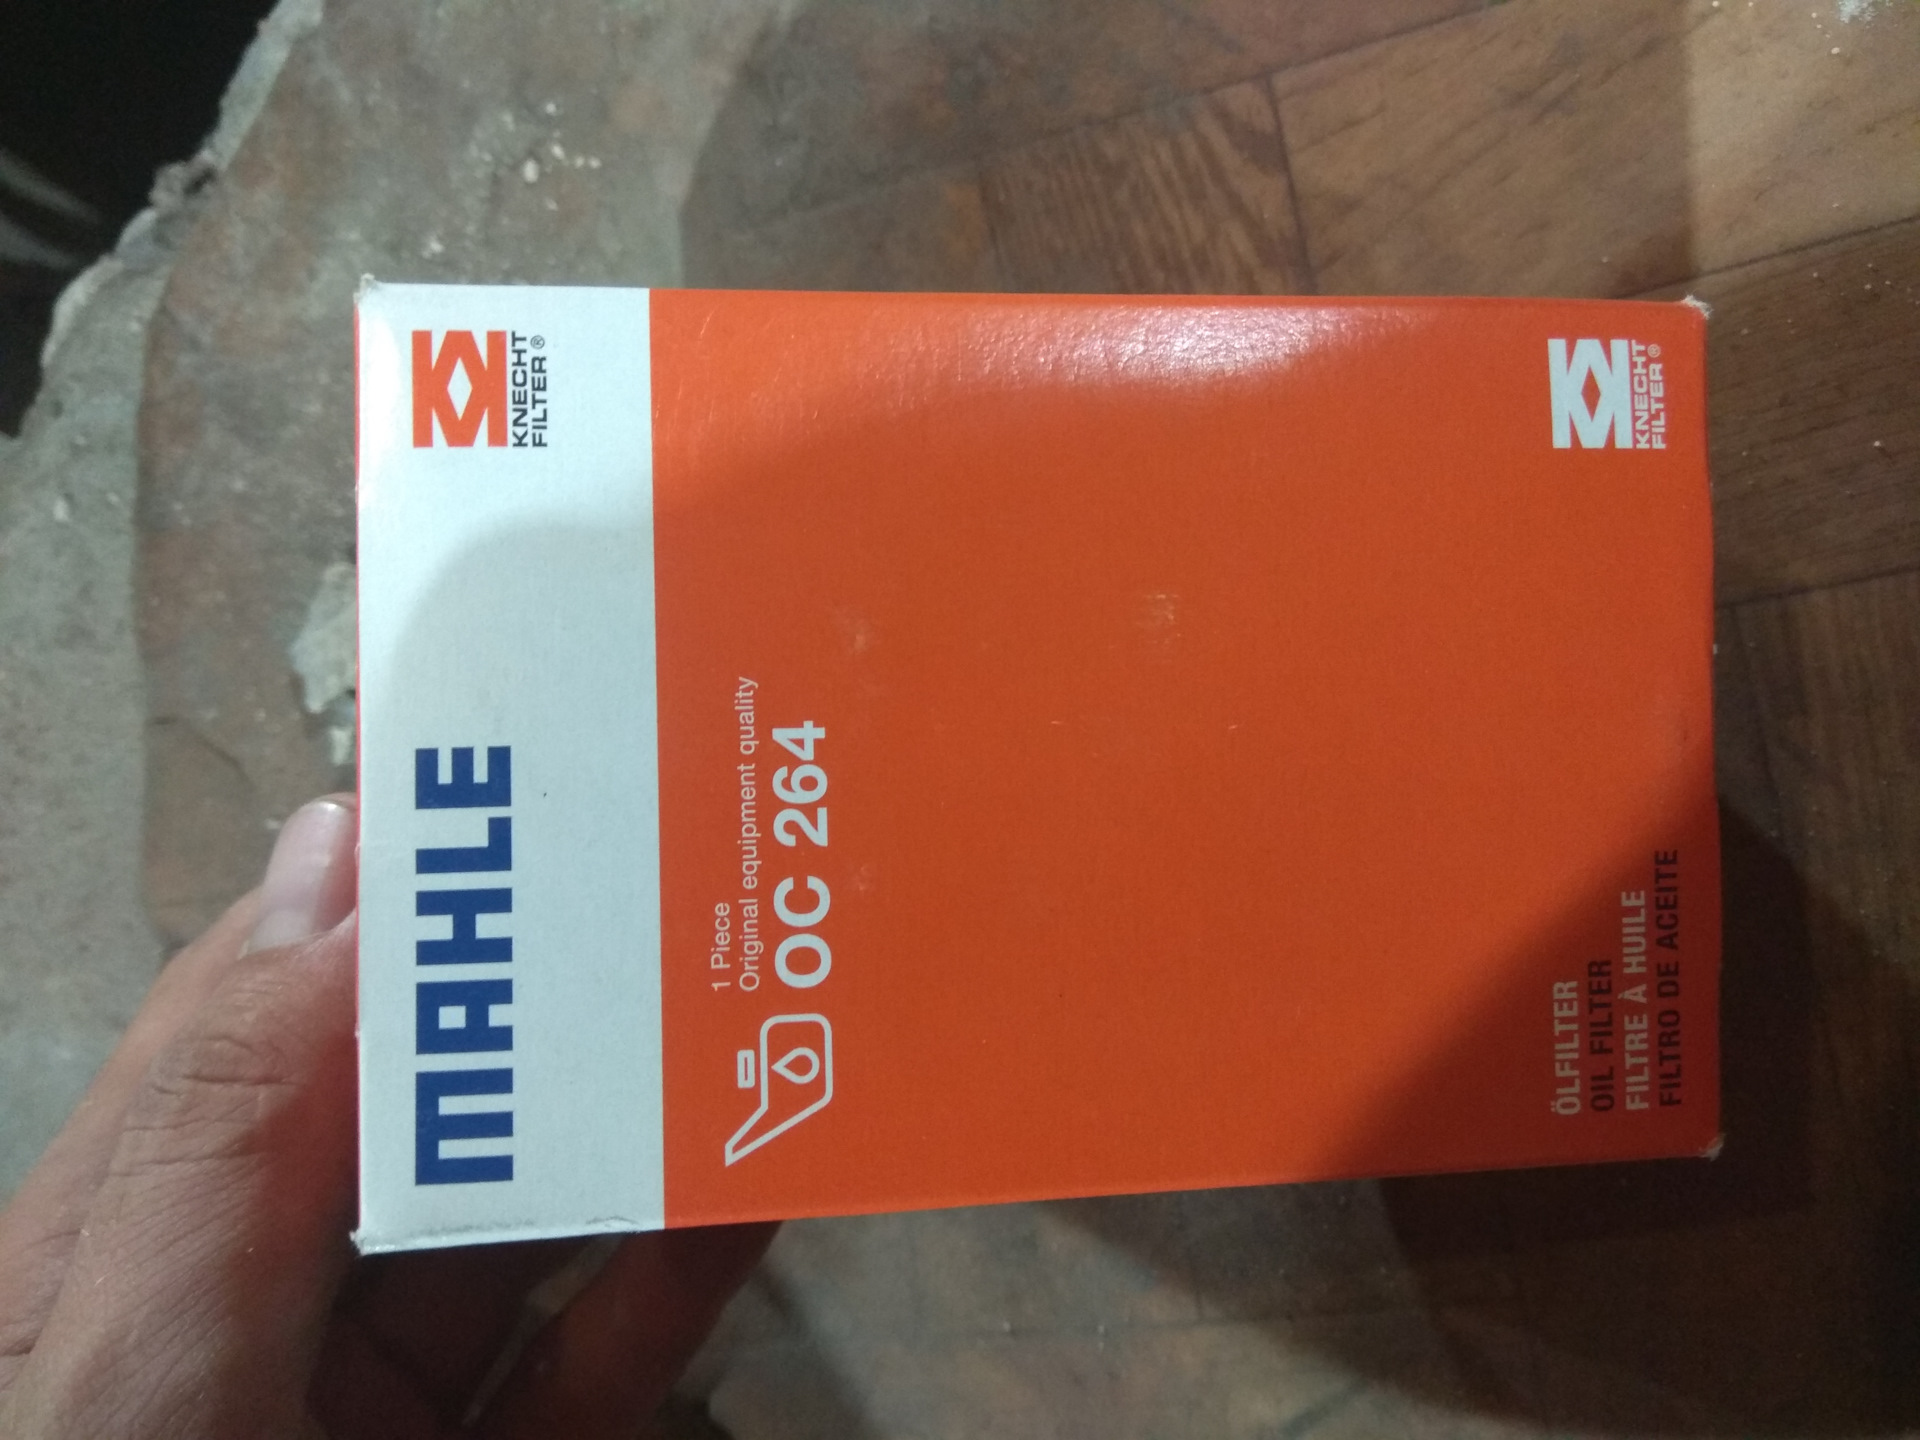 MAHLE
KNECHT
FILTER®
1 Piece
Original equipment quality
OC 264
ÖLFILTER
OIL FILTER
FILTRE À HUILE
FILTRO DE ACEITE
KNECHT
FILTER®